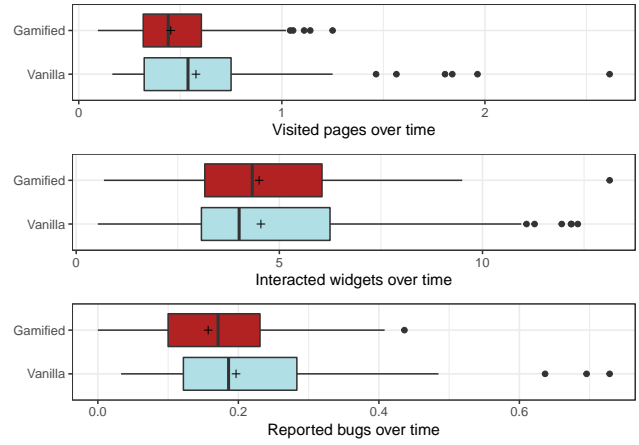 Gamified
Vanilla
0 1 2
Visited pages over time
Gamified
Vanilla
0 5 10
Interacted widgets over time
Gamified
Vanilla
0.0 0.2 0.4 0.6
Reported bugs over time